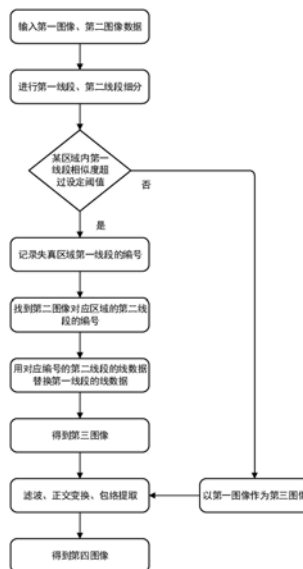 输入第一图像、第二图像数据
进行第一线段、第二线段细分
某区域内第一
线段相似度超
过设定阈值
否
是
记录失真区域第一线段的编号
找到第二图像对应区域的第二线
段的编号
用对应编号的第二线段的线数据
替换第一线段的线数据
得到第三图像
滤波、正交变换、包络提取
以第一图像作为第三图像
得到第四图像